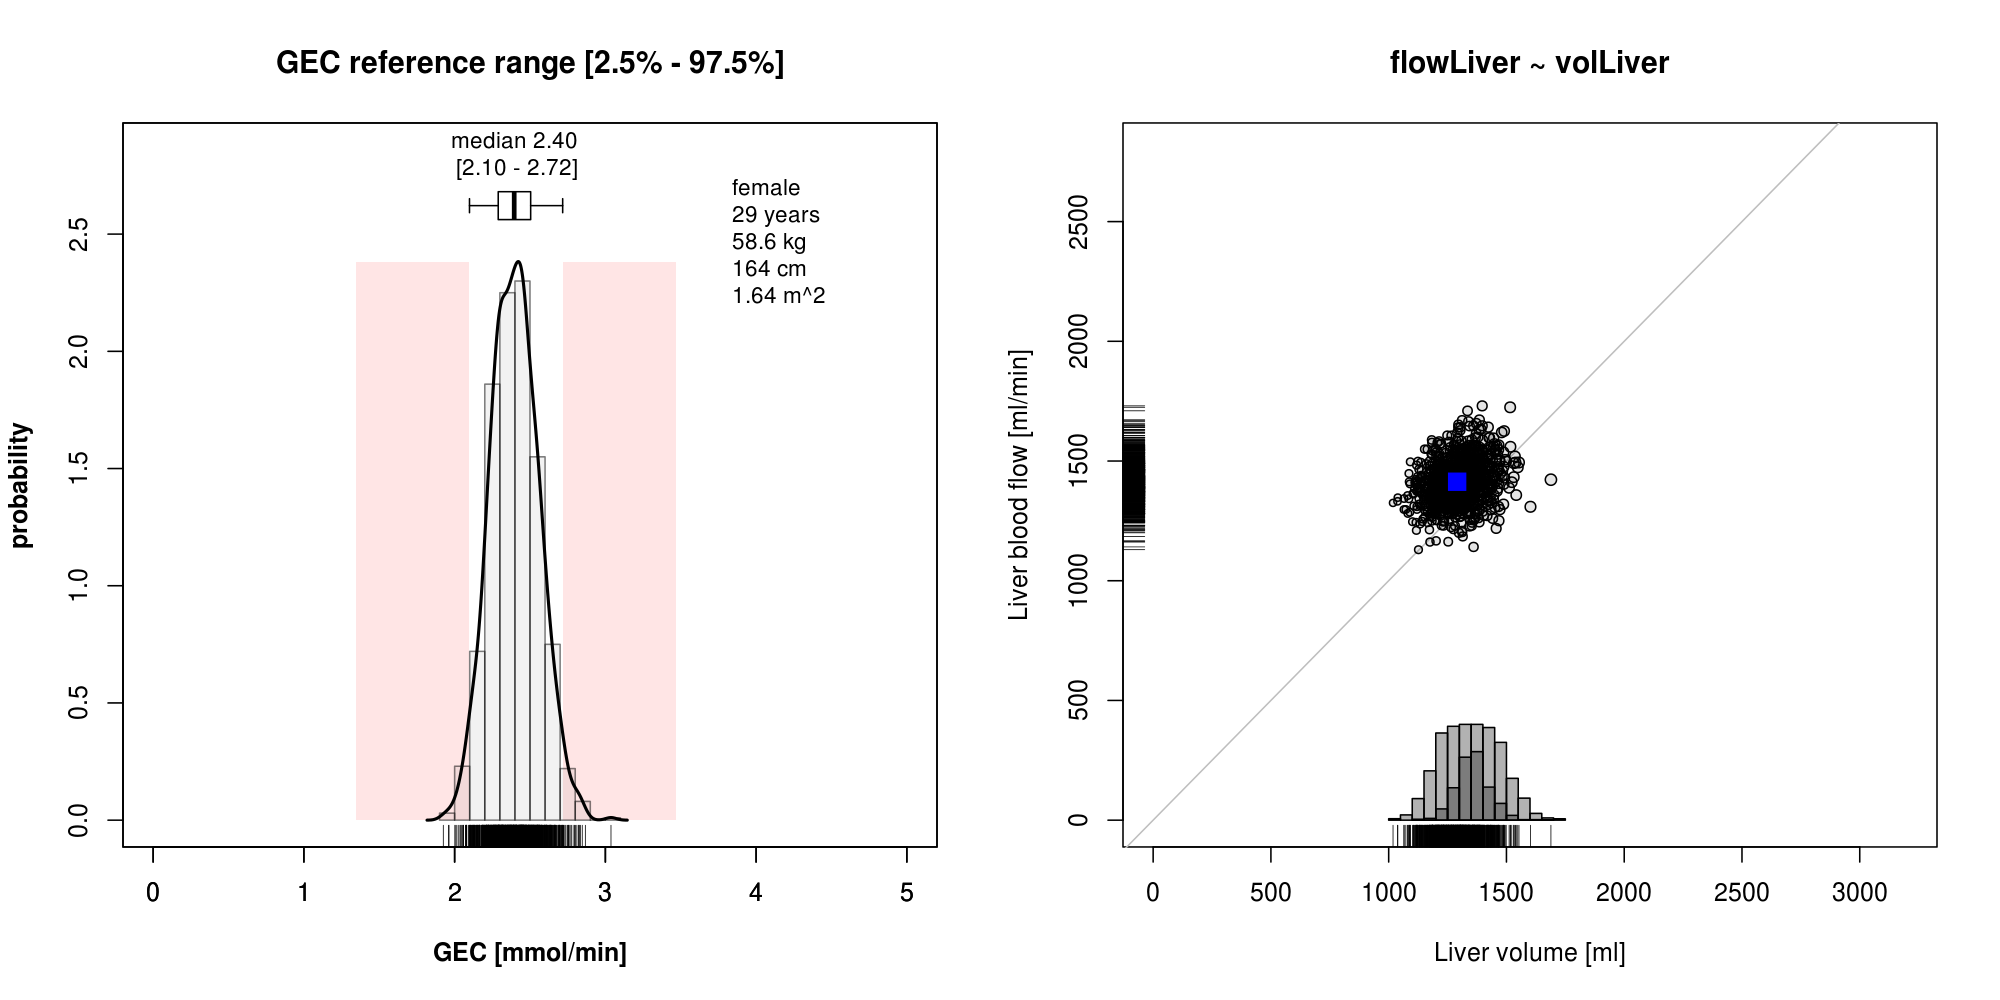 GEC reference range [2.5% - 97.5%]
median 2.40
[2.10 - 2.72]
female
29 years
58.6 kg
164 cm
1.64 m^2
probability
2.5
2.0
1.5
1.0
0.5
0.0
0 1 2 3 4 5
GEC [mmol/min]
flowLiver ~ volLiver
Liver blood flow [ml/min]
2500
2000
1500
1000
500
0
0 500 1000 1500 2000 2500 3000
Liver volume [ml]